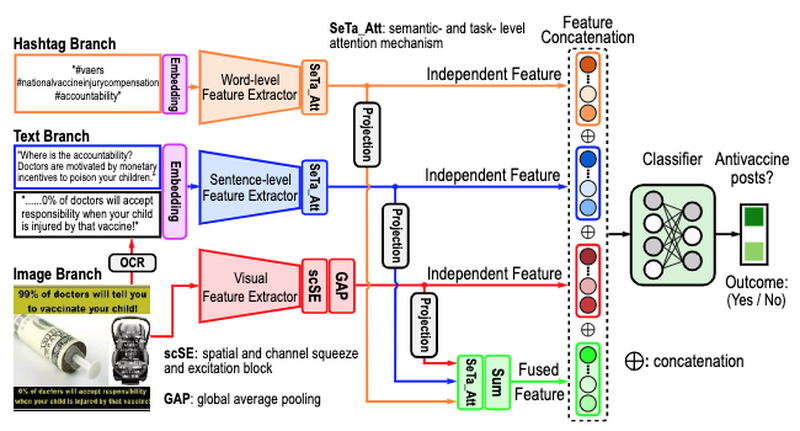 SeTa_Att: semantic- and task- level
attention mechanism
Feature
Concatenation
Hashtag Branch
"#vaers
#nationalvaccineinjurycompensation
#accountability"
Embedding
Word-level
Feature Extractor
SeTa_Att
Independent Feature
Projection
Text Branch
"Where is the accountability?
Doctors are motivated by monetary
incentives to poison your children."
"......0% of doctors will accept
responsibility when your child
is injured by that vaccine!"
Embedding
Sentence-level
Feature Extractor
SeTa_Att
Independent Feature
Projection
Classifier
Antivaccine
posts?
Outcome:
(Yes / No)
OCR
Image Branch
99% of doctors will tell you
to vaccinate your child!
0% of doctors will accept responsibility
when your child is injured by that vaccine!
Visual
Feature Extractor
scSE
GAP
Independent Feature
Projection
scSE: spatial and channel squeeze
and excitation block
GAP: global average pooling
SeTa_Att
Sum
Fused
Feature
⊕
⊕
⊕
⊕: concatenation